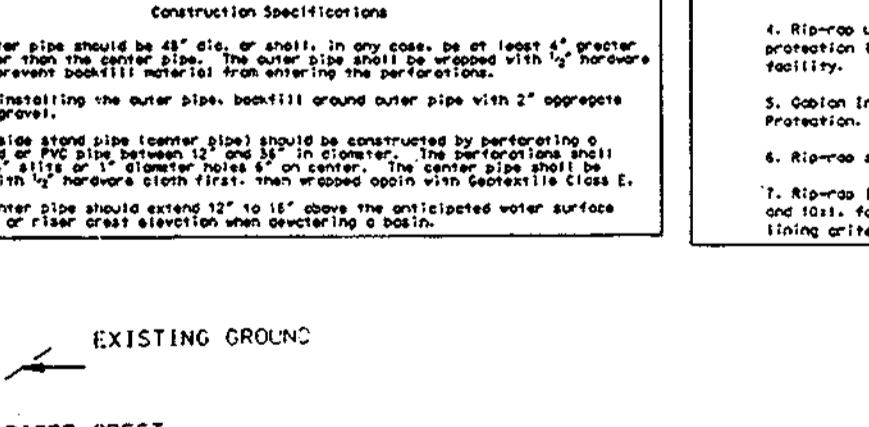 Construction Specifications
er pipe should be 48" dia. or shall, in any case, be at least 4" greater
r than the center pipe. The outer pipe shall be wrapped with 1/2" hardware
prevent backfill material from entering the perforations.
installing the outer pipe, backfill around outer pipe with 2" aggregate
gravel.
side stand pipe (center pipe) should be constructed by perforating a
d or PVC pipe between 12" and 36" in diameter. The perforations shall
" slits or 1" diameter holes 6" on center. The center pipe shall be
ith 1/2" hardware cloth first, then wrapped again with Geotextile Class E.
nter pipe should extend 12" to 18" above the anticipated water surface
or riser crest elevation when dewatering a basin.
4. Rip-rap u
protection
facility.
5. Gabion In
Protection.
6. Rip-rap s
7. Rip-rap
and 10:1, fo
lining crite
EXISTING GROUND